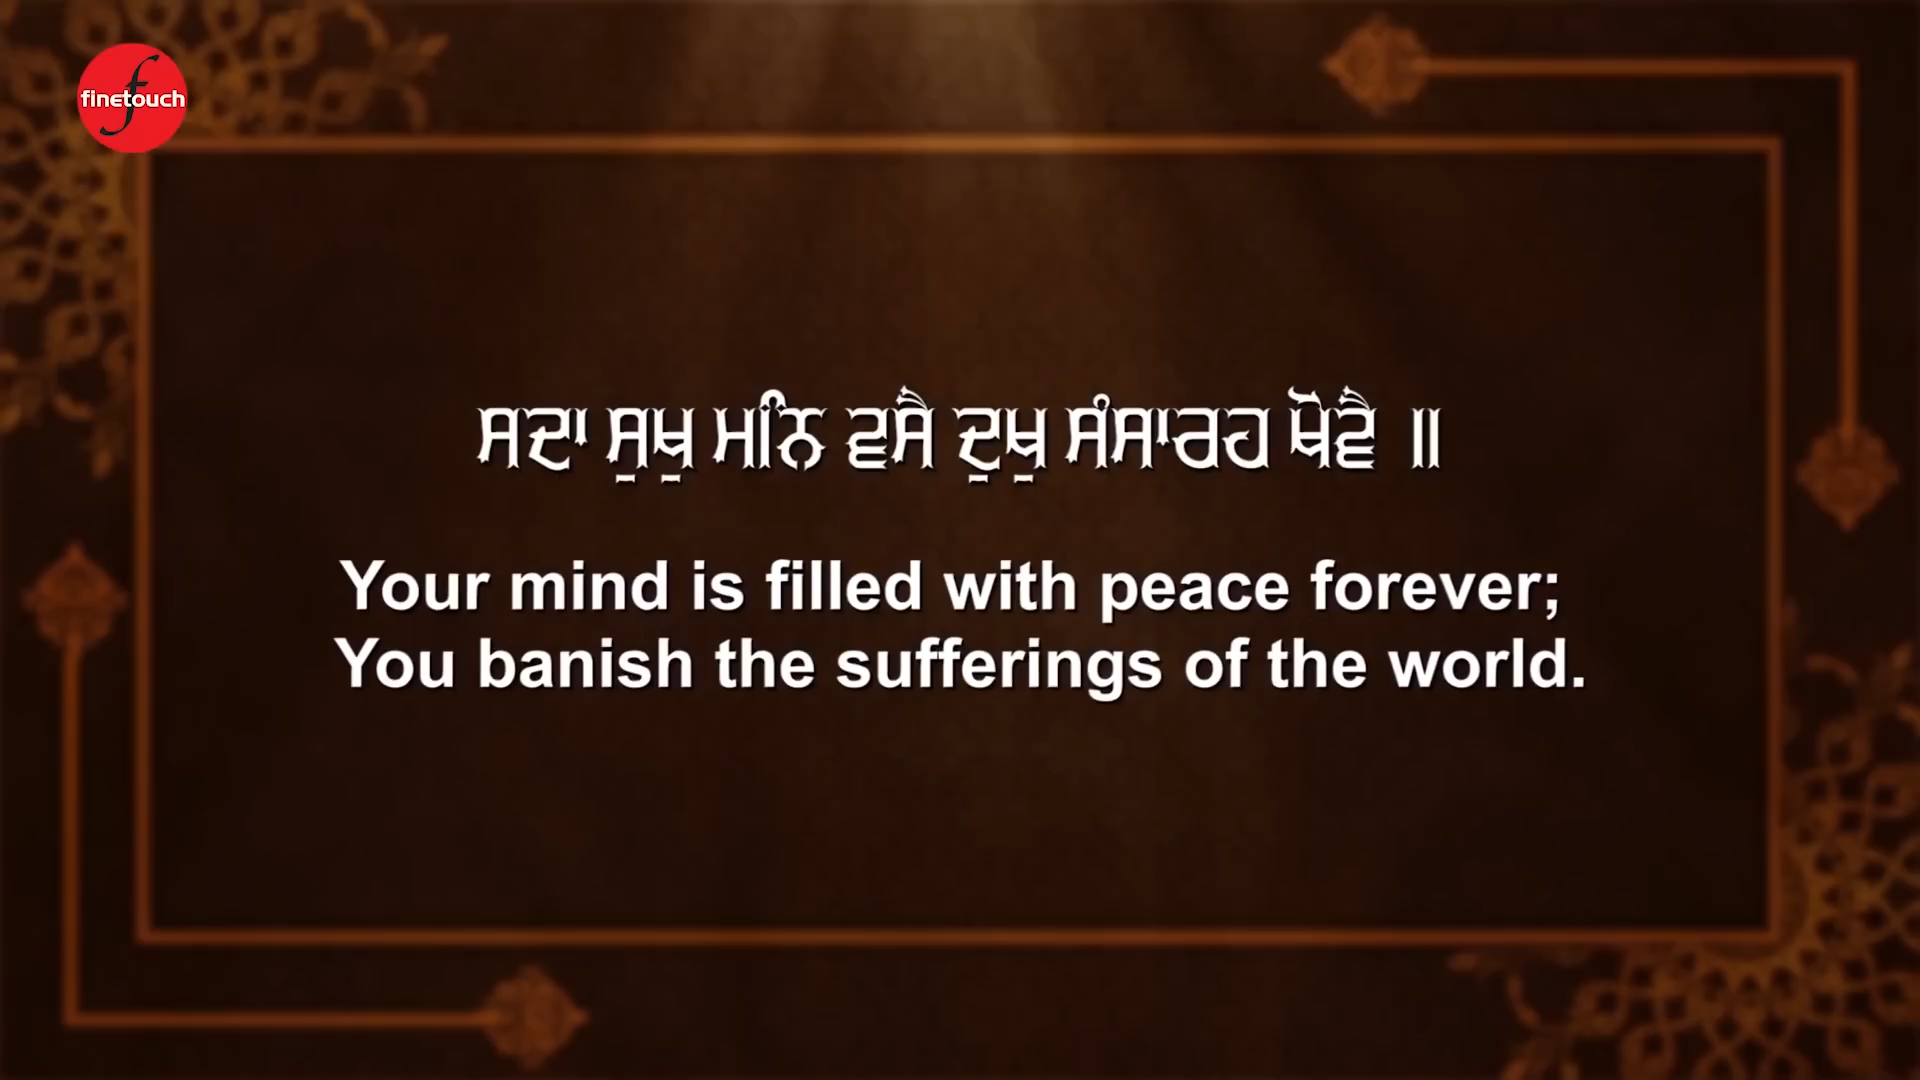 finetouch
ਸਦਾ ਸੁਖੁ ਮਨਿ ਵਸੈ ਦੁਖੁ ਸੰਸਾਰਹ ਖੋਵੈ ॥
Your mind is filled with peace forever;
You banish the sufferings of the world.